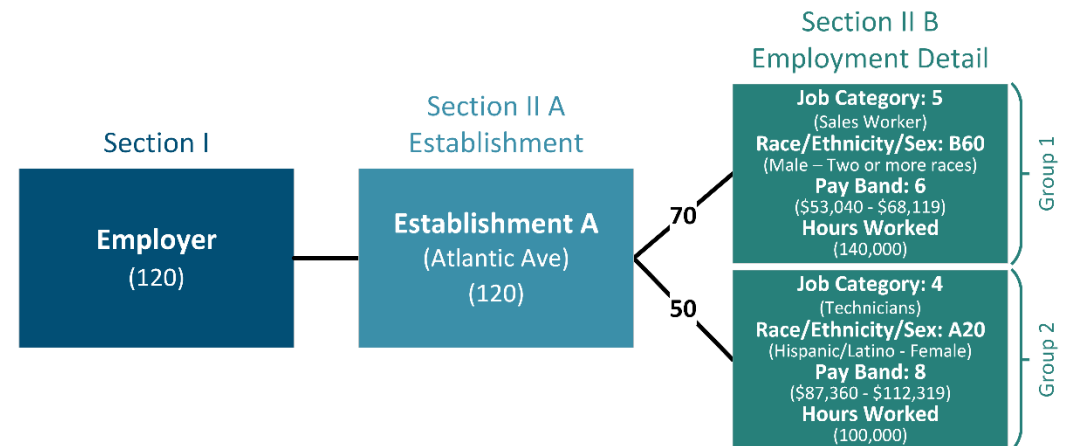 Section I
Employer
(120)
Section II A
Establishment
Establishment A
(Atlantic Ave)
(120)
70
50
Section II B
Employment Detail
Job Category: 5
(Sales Worker)
Race/Ethnicity/Sex: B60
(Male – Two or more races)
Pay Band: 6
($53,040 - $68,119)
Hours Worked
(140,000)
Group 1
Job Category: 4
(Technicians)
Race/Ethnicity/Sex: A20
(Hispanic/Latino - Female)
Pay Band: 8
($87,360 - $112,319)
Hours Worked
(100,000)
Group 2